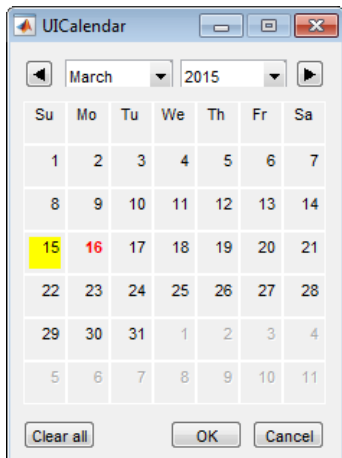 UICalendar
March 2015
Su Mo Tu We Th Fr Sa
1 2 3 4 5 6 7
8 9 10 11 12 13 14
15 16 17 18 19 20 21
22 23 24 25 26 27 28
29 30 31 1 2 3 4
5 6 7 8 9 10 11
Clear all OK Cancel